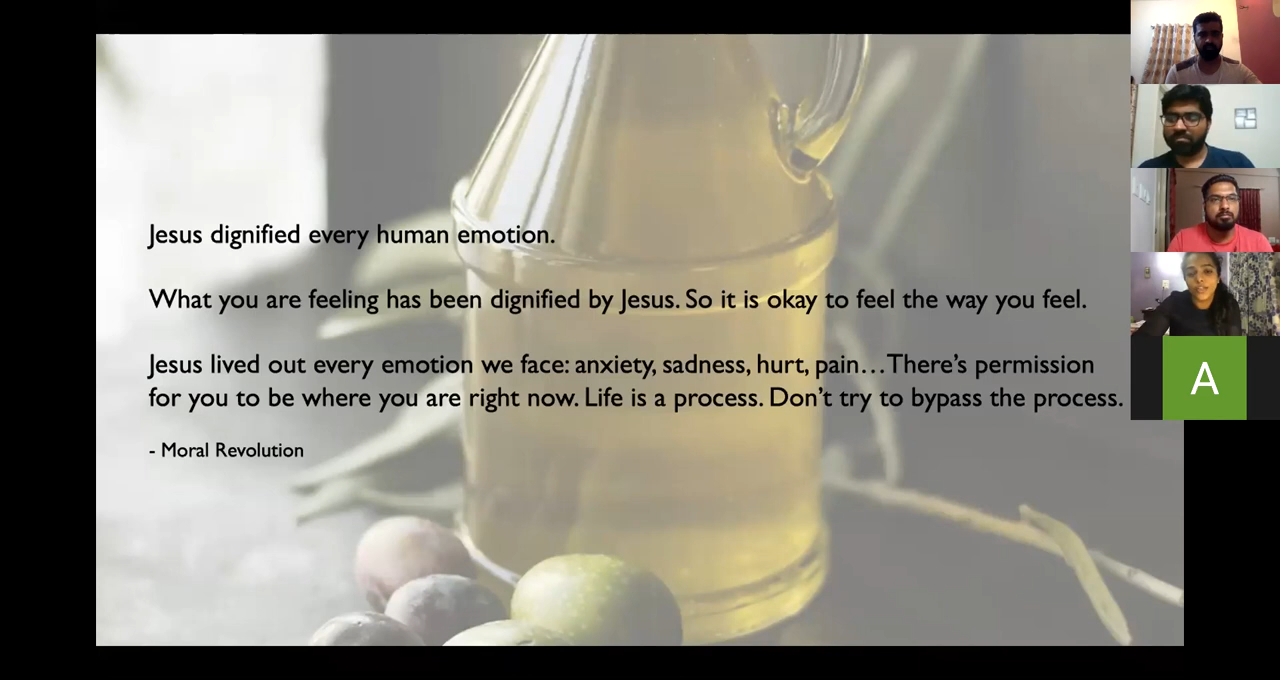 Jesus dignified every human emotion.
What you are feeling has been dignified by Jesus. So it is okay to feel the way you feel.
Jesus lived out every emotion we face: anxiety, sadness, hurt, pain…There’s permission
for you to be where you are right now. Life is a process. Don’t try to bypass the process.
- Moral Revolution
A